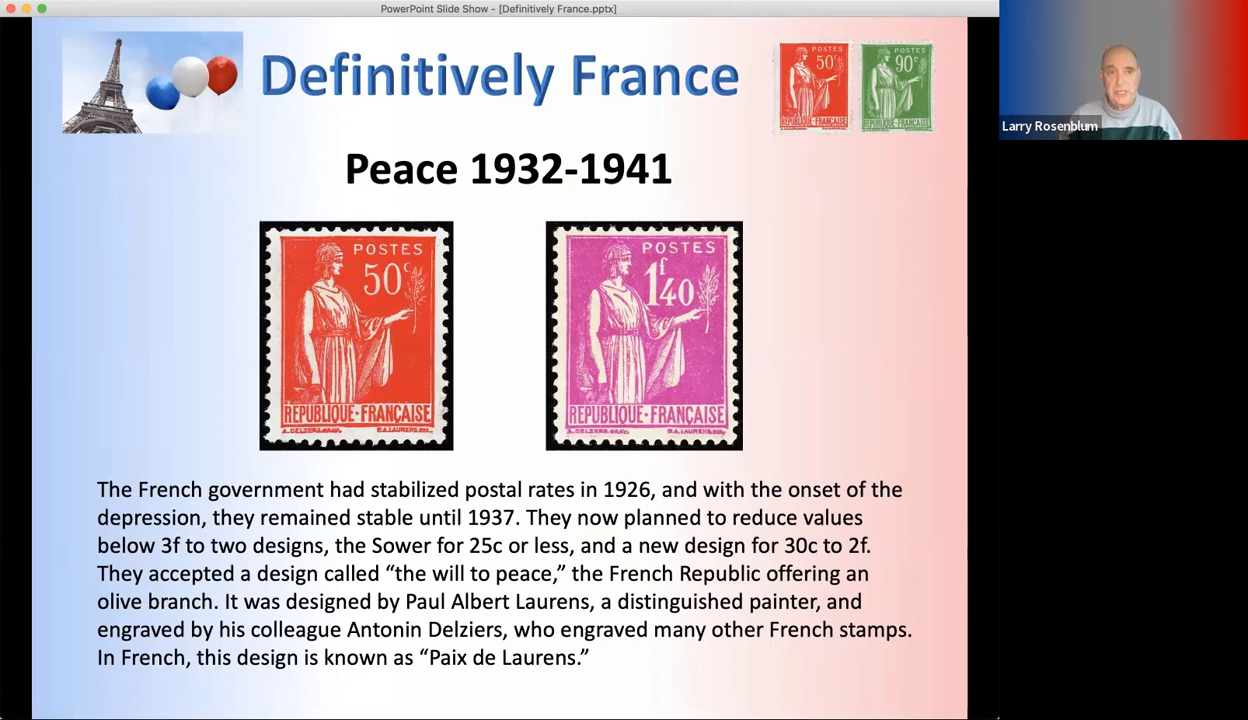 PowerPoint Slide Show - [Definitively France.pptx]
Definitively France
POSTES
50c
REPUBLIQUE FRANÇAISE
POSTES
90c
REPUBLIQUE FRANÇAISE
Larry Rosenblum
Peace 1932-1941
POSTES
50c
REPUBLIQUE·FRANÇAISE
POSTES
1f40
REPUBLIQUE·FRANÇAISE
The French government had stabilized postal rates in 1926, and with the onset of the
depression, they remained stable until 1937. They now planned to reduce values
below 3f to two designs, the Sower for 25c or less, and a new design for 30c to 2f.
They accepted a design called “the will to peace,” the French Republic offering an
olive branch. It was designed by Paul Albert Laurens, a distinguished painter, and
engraved by his colleague Antonin Delziers, who engraved many other French stamps.
In French, this design is known as “Paix de Laurens.”